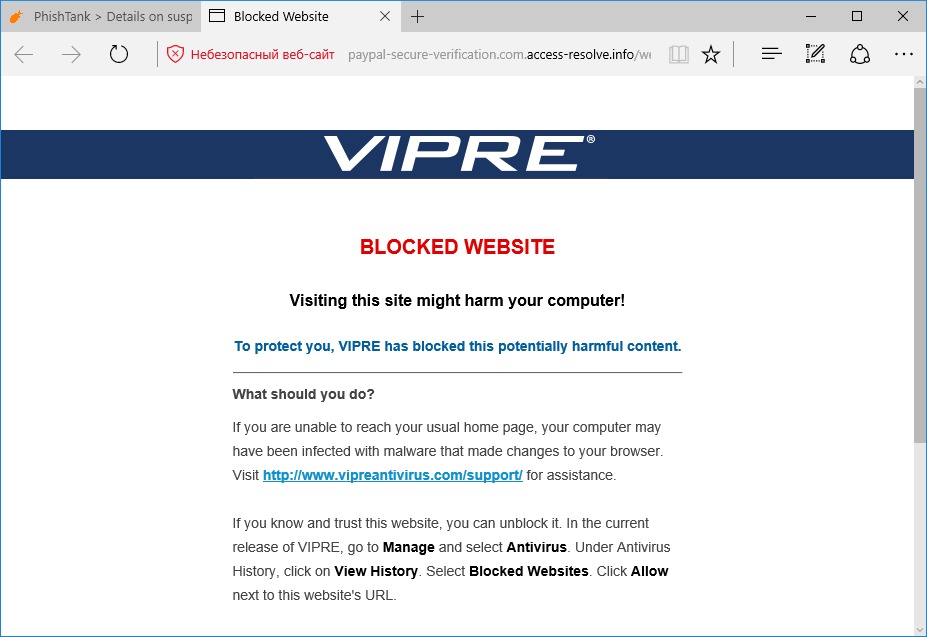 PhishTank > Details on susp
Blocked Website
Небезопасный веб-сайт paypal-secure-verification.com.access-resolve.info/we
VIPRE®
BLOCKED WEBSITE
Visiting this site might harm your computer!
To protect you, VIPRE has blocked this potentially harmful content.
What should you do?
If you are unable to reach your usual home page, your computer may
have been infected with malware that made changes to your browser.
Visit http://www.vipreantivirus.com/support/ for assistance.
If you know and trust this website, you can unblock it. In the current
release of VIPRE, go to Manage and select Antivirus. Under Antivirus
History, click on View History. Select Blocked Websites. Click Allow
next to this website's URL.